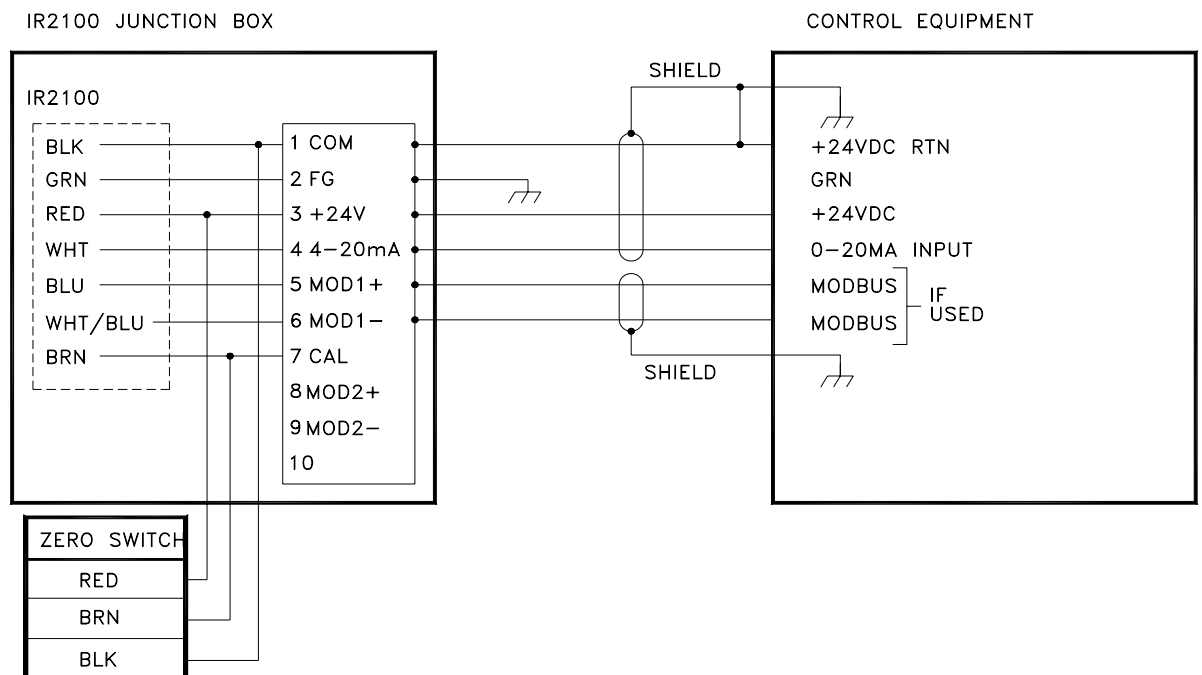 IR2100 JUNCTION BOX
CONTROL EQUIPMENT
SHIELD
IR2100
BLK
GRN
RED
WHT
BLU
WHT/BLU
BRN
1 COM
2 FG
3 +24V
4 4-20mA
5 MOD1+
6 MOD1-
7 CAL
8 MOD2+
9 MOD2-
10
+24VDC RTN
GRN
+24VDC
0-20MA INPUT
MODBUS
MODBUS
IF
USED
SHIELD
ZERO SWITCH
RED
BRN
BLK